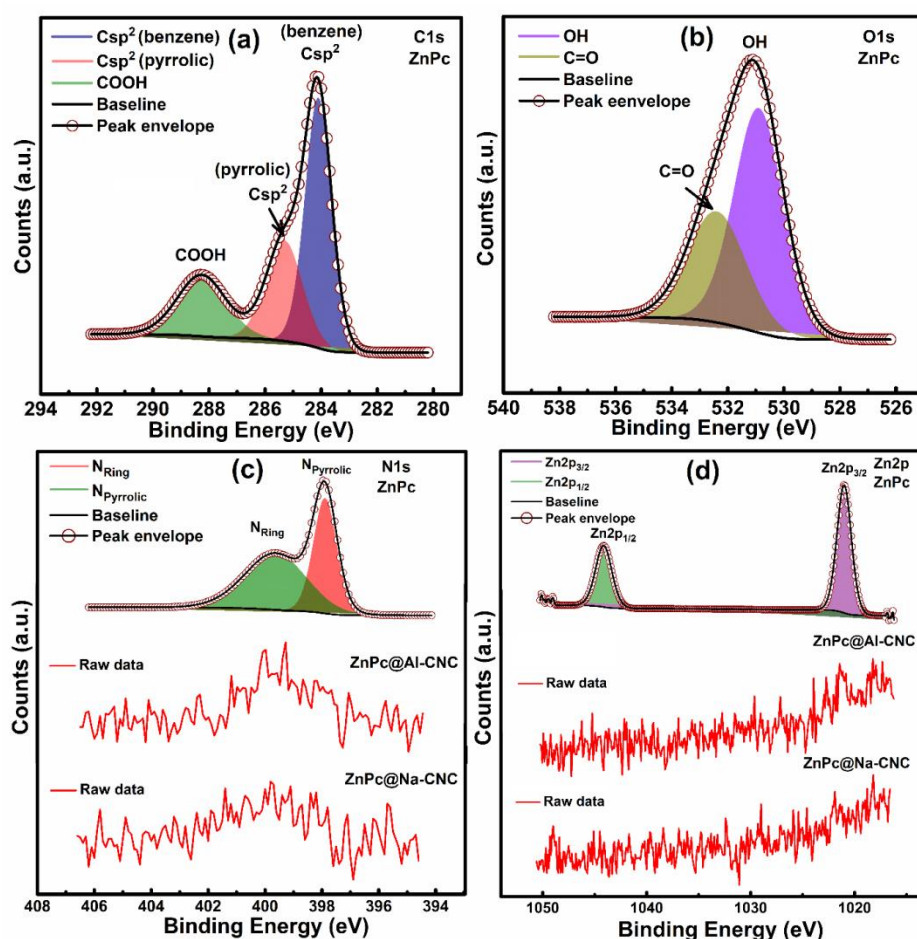 (a)
C1s
ZnPc
Csp² (benzene)
Csp² (pyrrolic)
COOH
Baseline
Peak envelope
(benzene)
Csp²
(pyrrolic)
Csp²
COOH
Counts (a.u.)
294 292 290 288 286 284 282 280
Binding Energy (eV)
(b)
O1s
ZnPc
OH
C=O
Baseline
Peak eenvelope
OH
C=O
Counts (a.u.)
540 538 536 534 532 530 528 526
Binding Energy (eV)
(c)
N1s
ZnPc
N_Ring
N_Pyrrolic
Baseline
Peak envelope
N_Pyrrolic
N_Ring
ZnPc@Al-CNC
Raw data
ZnPc@Na-CNC
Raw data
Counts (a.u.)
408 406 404 402 400 398 396 394
Binding Energy (eV)
(d)
Zn2p
ZnPc
Zn2p3/2
Zn2p1/2
Baseline
Peak envelope
Zn2p3/2
Zn2p1/2
ZnPc@Al-CNC
Raw data
ZnPc@Na-CNC
Raw data
Counts (a.u.)
1050 1040 1030 1020
Binding Energy (eV)